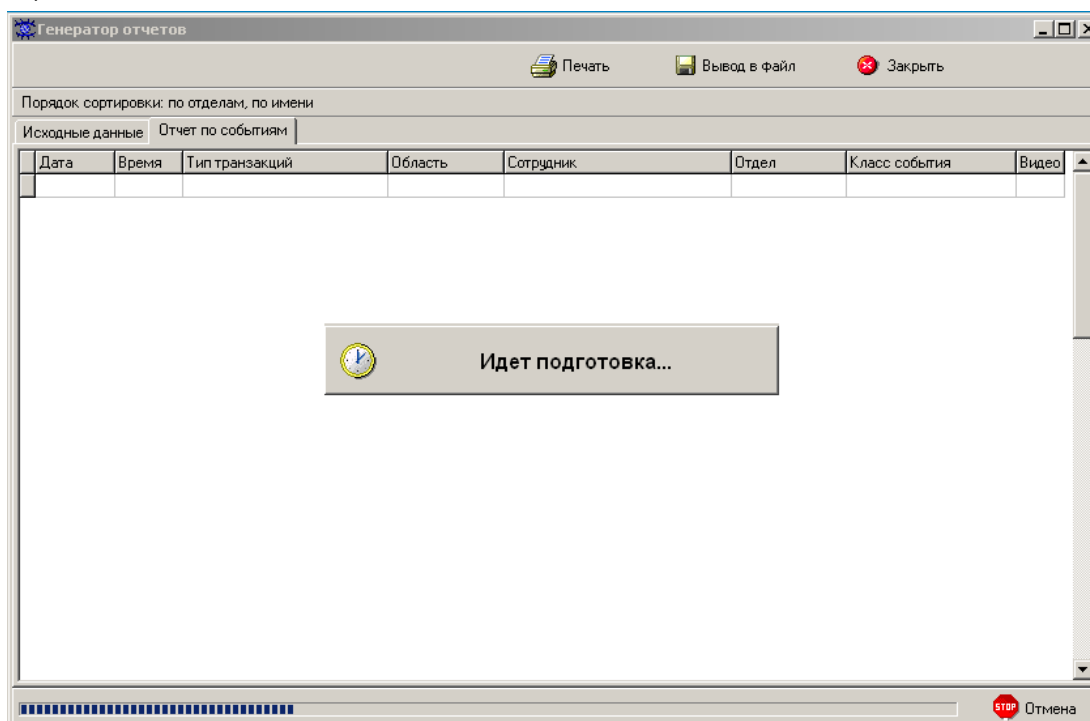 Генератор отчетов
Печать Вывод в файл Закрыть
Порядок сортировки: по отделам, по имени
Исходные данные Отчет по событиям
Дата Время Тип транзакций Область Сотрудник Отдел Класс события Видео
Идет подготовка...
STOP Отмена